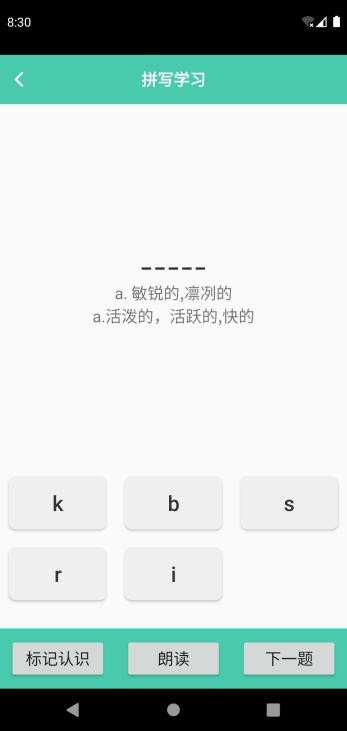 8:30
拼写学习
_____
a. 敏锐的,凛冽的
a.活泼的，活跃的,快的
k b s
r i
标记认识 朗读 下一题